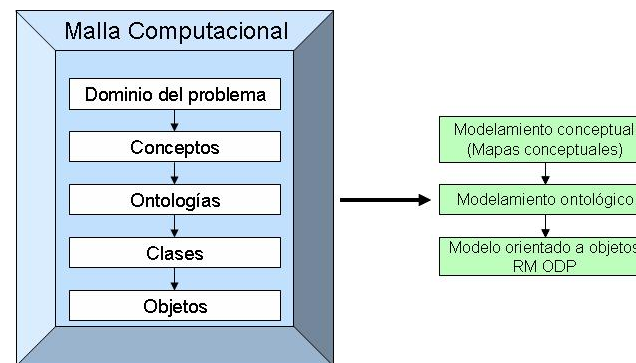 Malla Computacional
Dominio del problema
Conceptos
Ontologías
Clases
Objetos
Modelamiento conceptual
(Mapas conceptuales)
Modelamiento ontológico
Modelo orientado a objetos
RM ODP